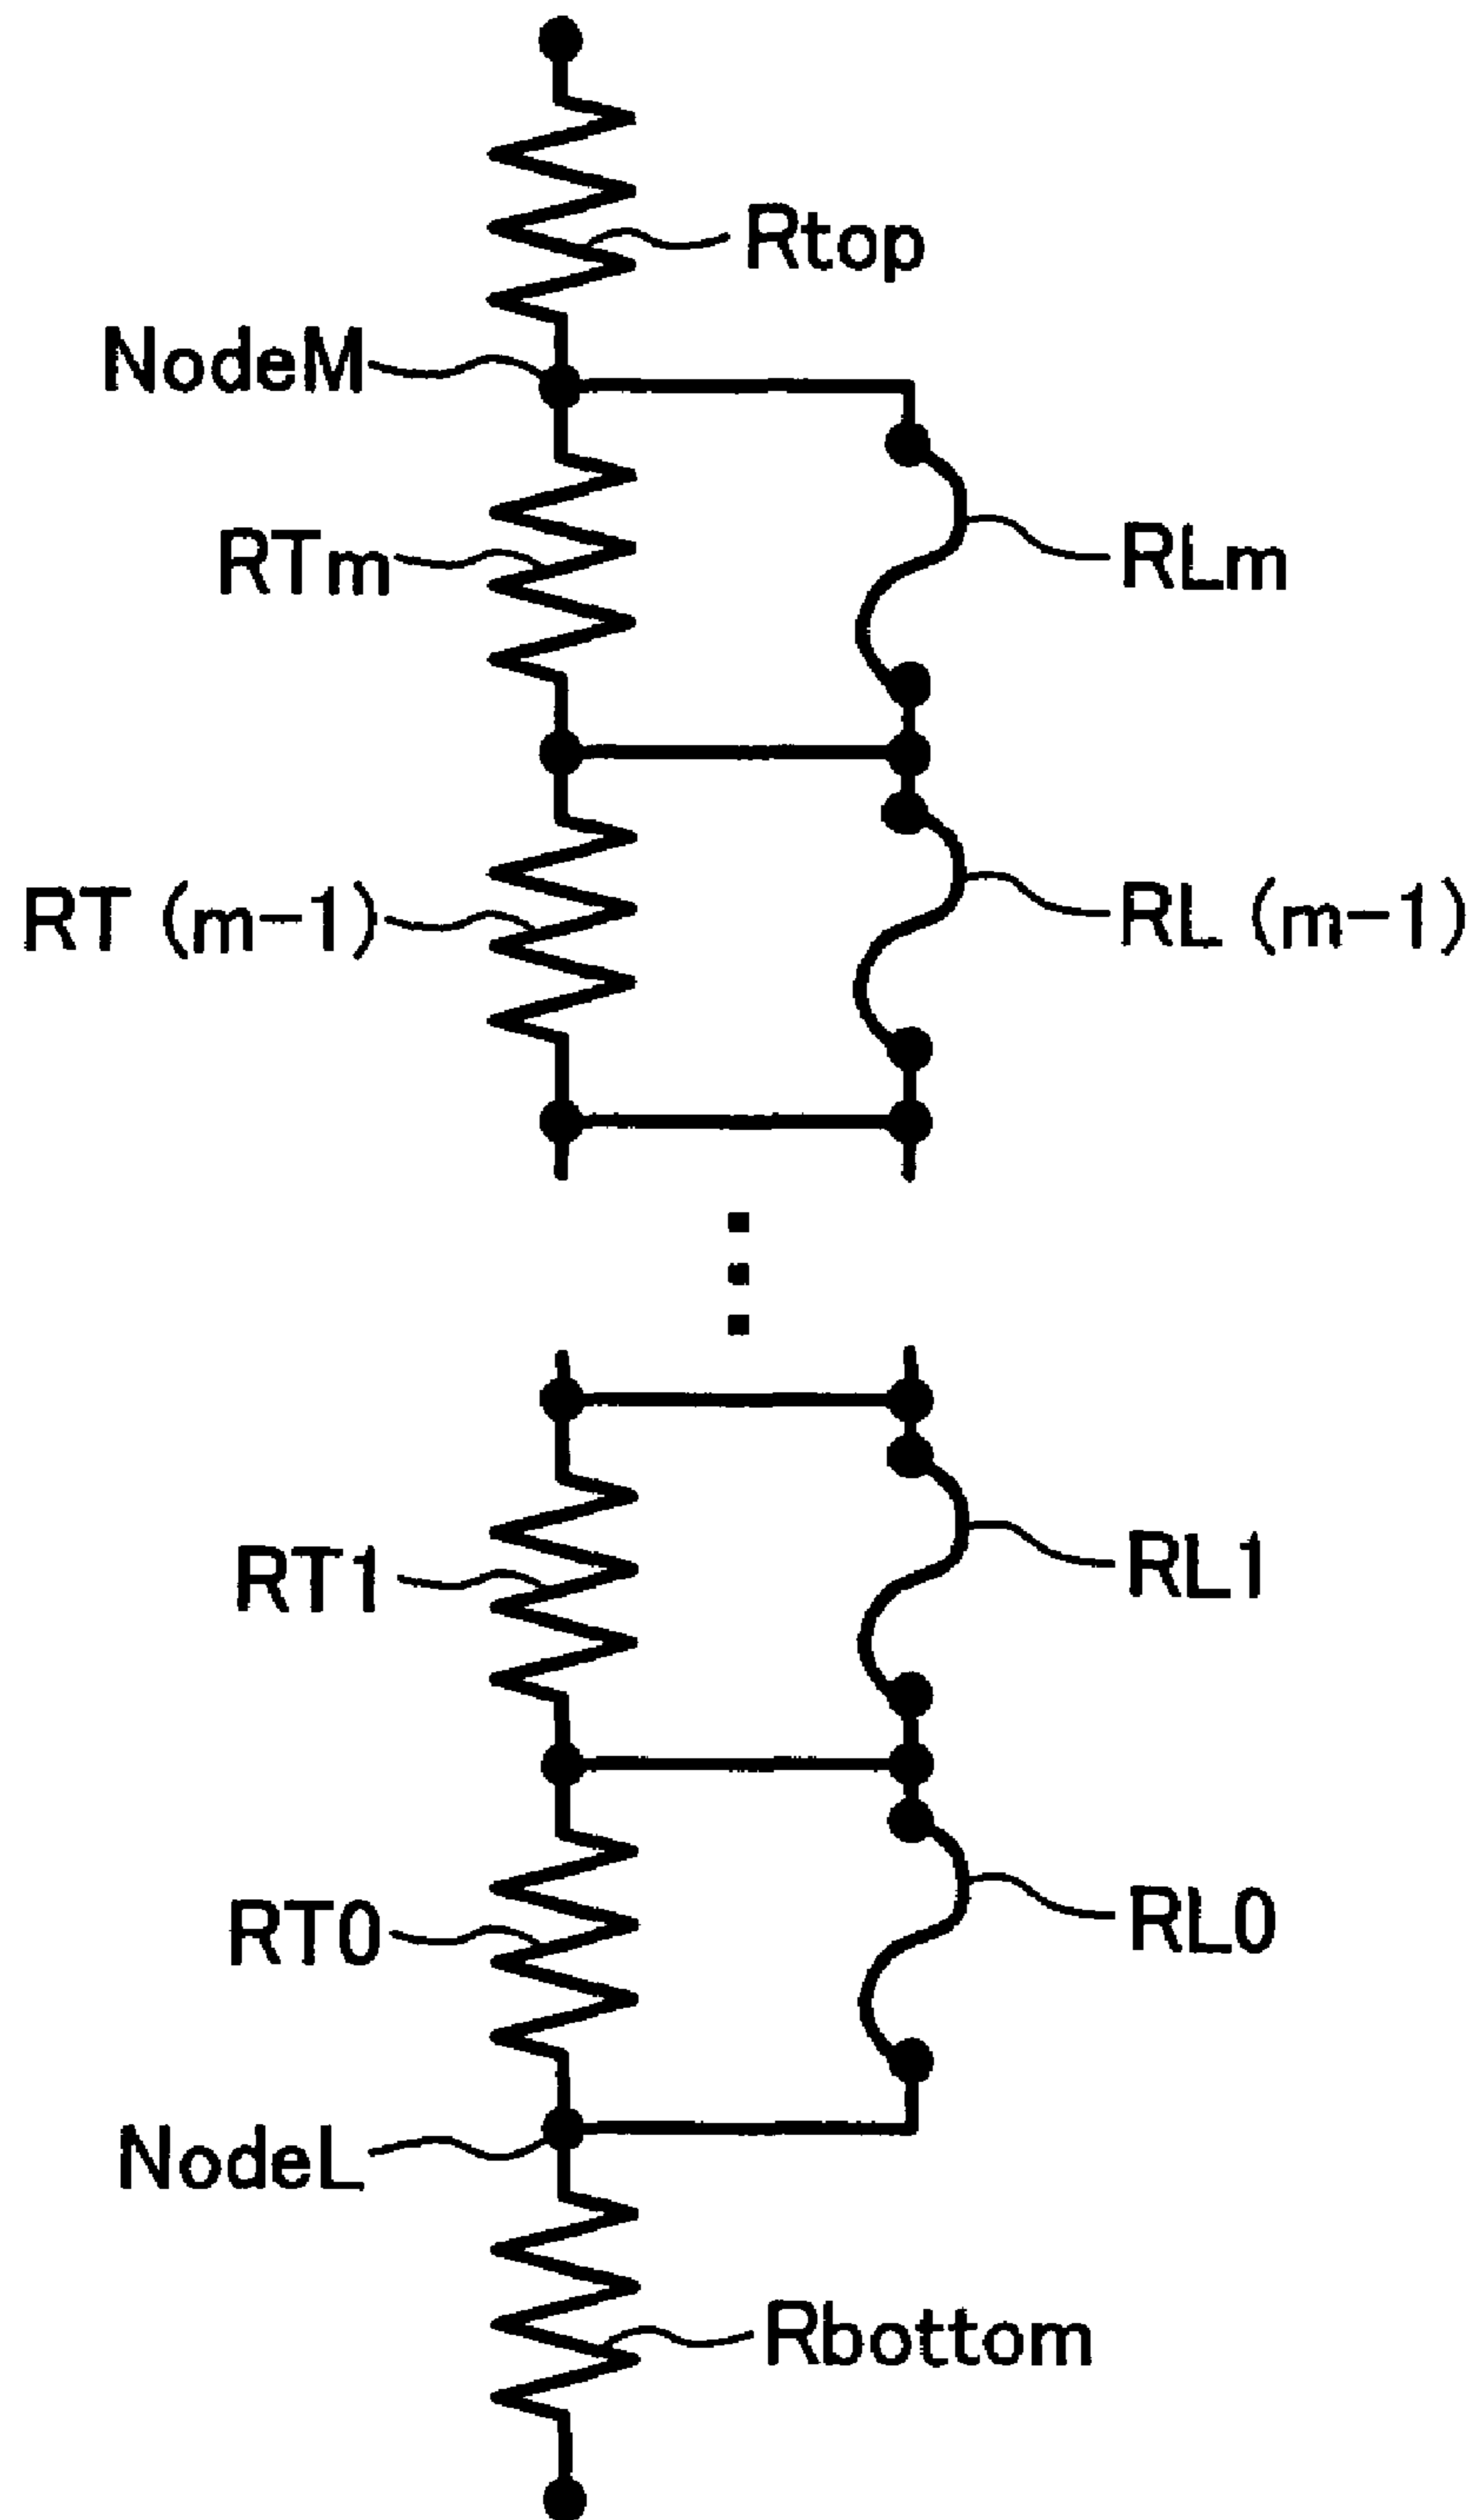 Rtop
NodeM
RTm
RLm
RT (m-1)
RL (m-1)
RT1
RL1
RT0
RL0
NodeL
Rbottom